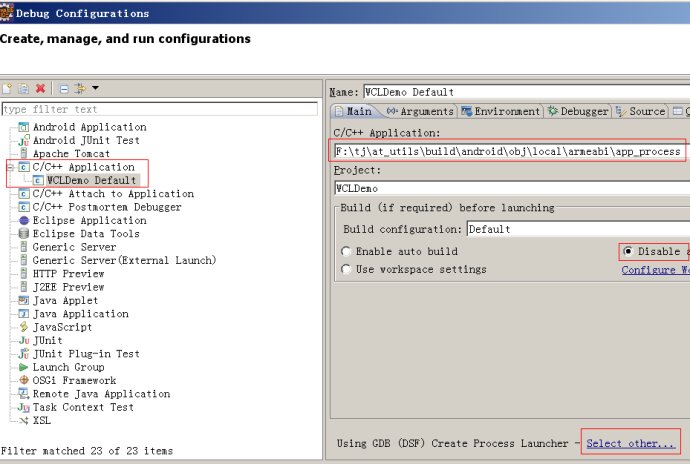 Debug Configurations
Create, manage, and run configurations
type filter text
Android Application
Android JUnit Test
Apache Tomcat
C/C++ Application
WCLDemo Default
C/C++ Attach to Application
C/C++ Postmortem Debugger
Eclipse Application
Eclipse Data Tools
Generic Server
Generic Server(External Launch)
HTTP Preview
J2EE Preview
Java Applet
Java Application
JavaScript
JUnit
JUnit Plug-in Test
Launch Group
OSGi Framework
Remote Java Application
Task Context Test
XSL
Filter matched 23 of 23 items
Name: WCLDemo Default
Main Arguments Environment Debugger Source C
C/C++ Application:
F:\tj\at_utils\build\android\obj\local\armeabi\app_process
Project:
WCLDemo
Build (if required) before launching
Build configuration: Default
Enable auto build Disable a
Use workspace settings Configure Wo
Using GDB (DSF) Create Process Launcher - Select other...